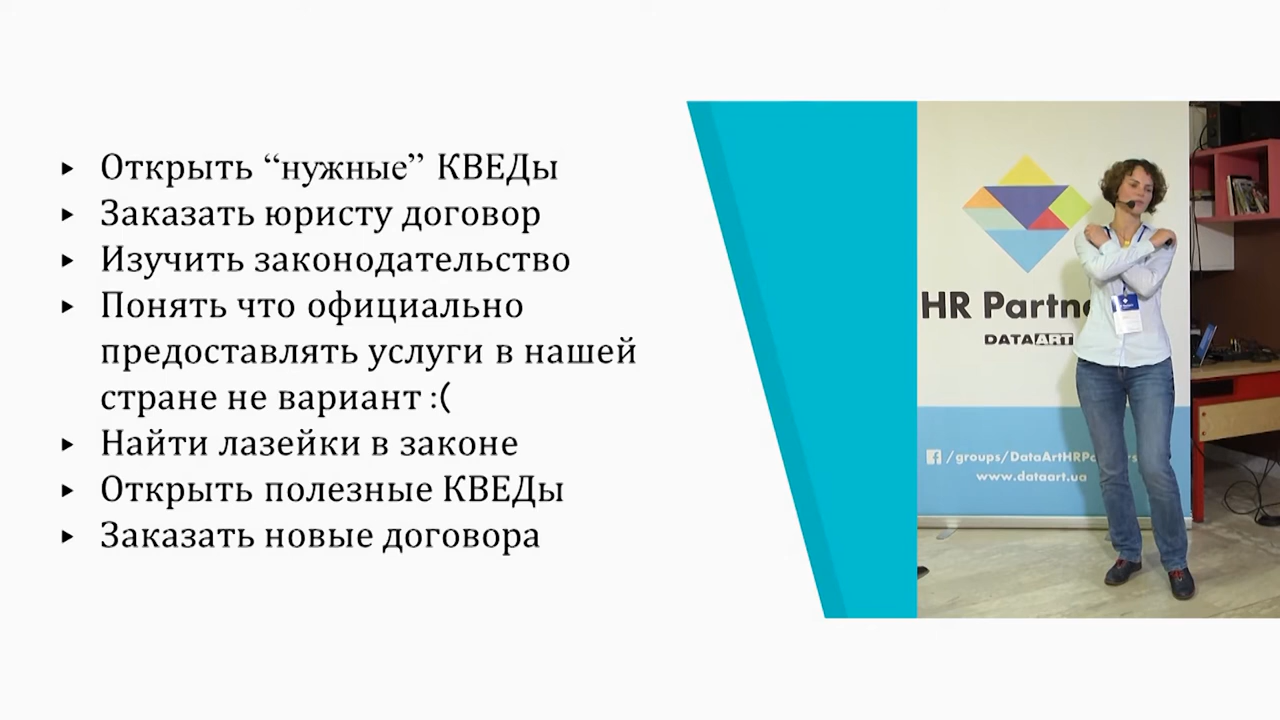 Открыть “нужные” КВЕДы
Заказать юристу договор
Изучить законодательство
Понять что официально
предоставлять услуги в нашей
стране не вариант :(
Найти лазейки в законе
Открыть полезные КВЕДы
Заказать новые договора
HR Partne
DATAART
/groups/DataArtHRPa rs
www.dataart.ua